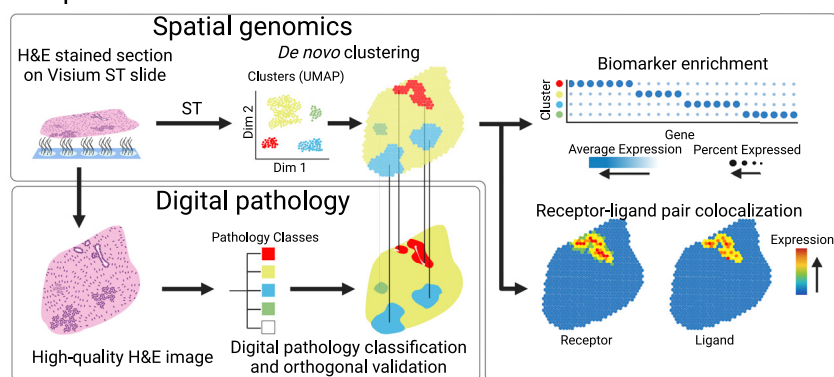 Spatial genomics
H&E stained section
on Visium ST slide
ST
De novo clustering
Clusters (UMAP)
Dim 2
Dim 1
Biomarker enrichment
Cluster
Gene
Average Expression
Percent Expressed
Digital pathology
Pathology Classes
High-quality H&E image
Digital pathology classification
and orthogonal validation
Receptor-ligand pair colocalization
Expression
Receptor
Ligand